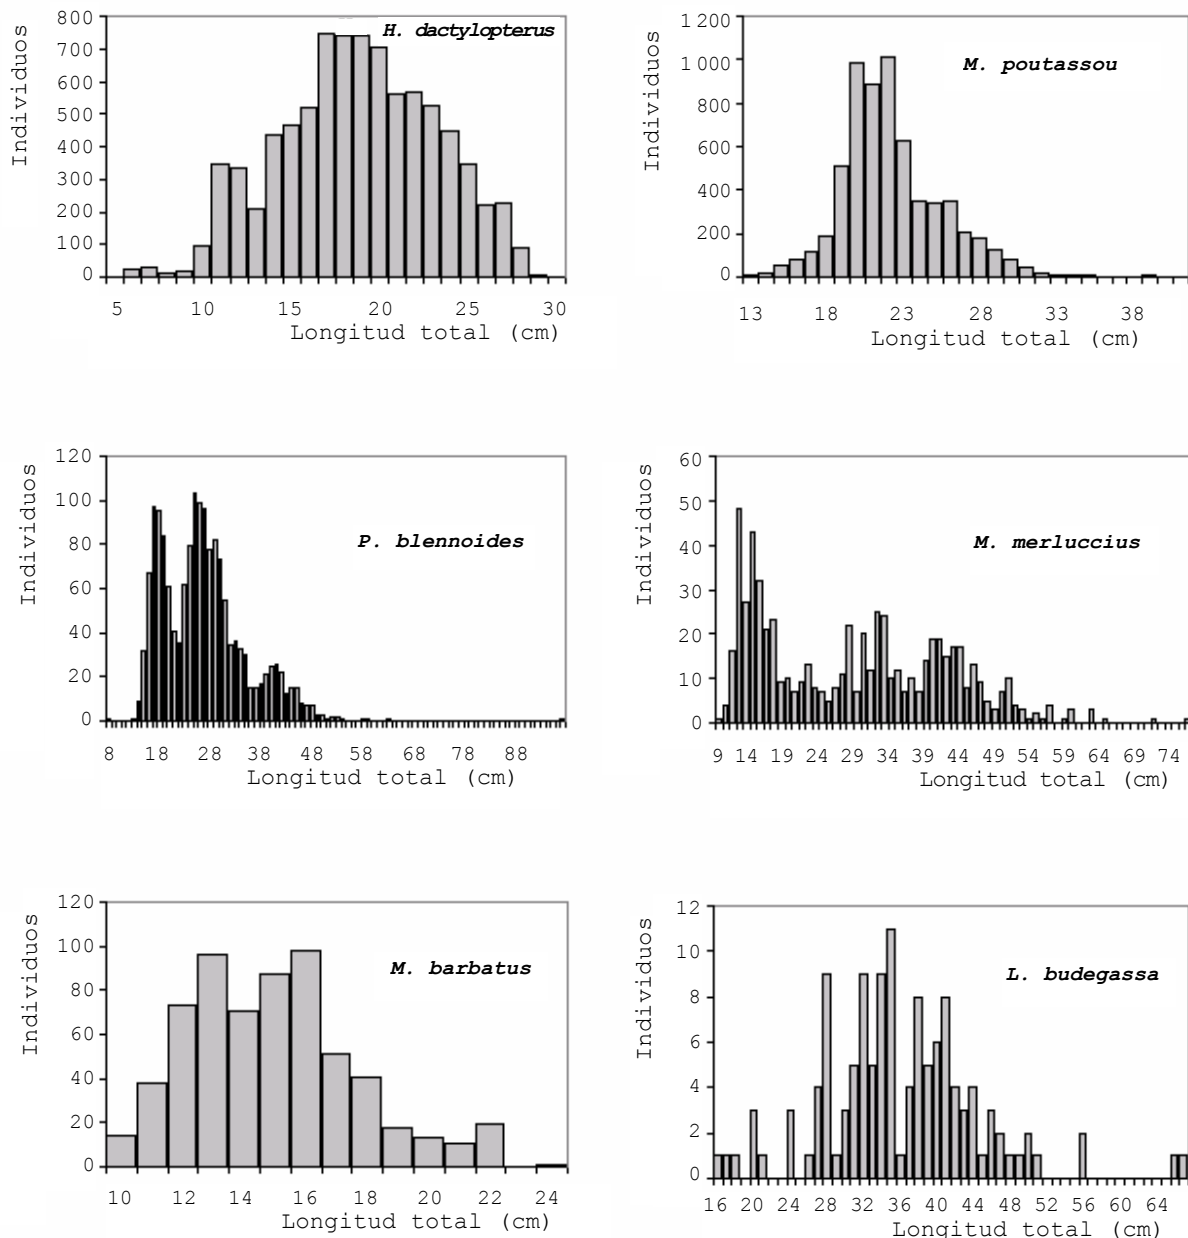 H. dactylopterus
Individuos
800
700
600
500
400
300
200
100
0
5 10 15 20 25 30
Longitud total (cm)
M. poutassou
Individuos
1 200
1 000
800
600
400
200
0
13 18 23 28 33 38
Longitud total (cm)
P. blennoides
Individuos
120
100
80
60
40
20
0
8 18 28 38 48 58 68 78 88
Longitud total (cm)
M. merluccius
Individuos
60
50
40
30
20
10
0
9 14 19 24 29 34 39 44 49 54 59 64 69 74
Longitud total (cm)
M. barbatus
Individuos
120
100
80
60
40
20
0
10 12 14 16 18 20 22 24
Longitud total (cm)
L. budegassa
Individuos
12
10
8
6
4
2
0
16 20 24 28 32 36 40 44 48 52 56 60 64
Longitud total (cm)